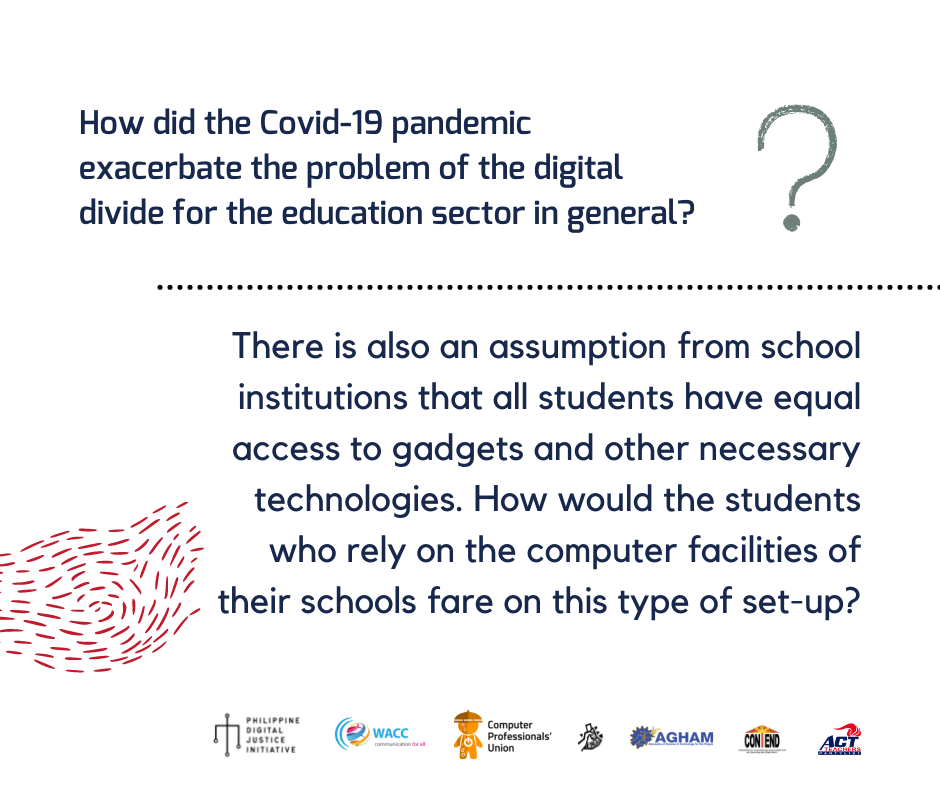 How did the Covid-19 pandemic
exacerbate the problem of the digital
divide for the education sector in general?
?
There is also an assumption from school
institutions that all students have equal
access to gadgets and other necessary
technologies. How would the students
who rely on the computer facilities of
their schools fare on this type of set-up?
PHILIPPINE
DIGITAL
JUSTICE
INITIATIVE
WACC
communication for all
Computer
Professionals'
Union
AGHAM
CONTEND
ACT
TEACHERS
PARTYLIST